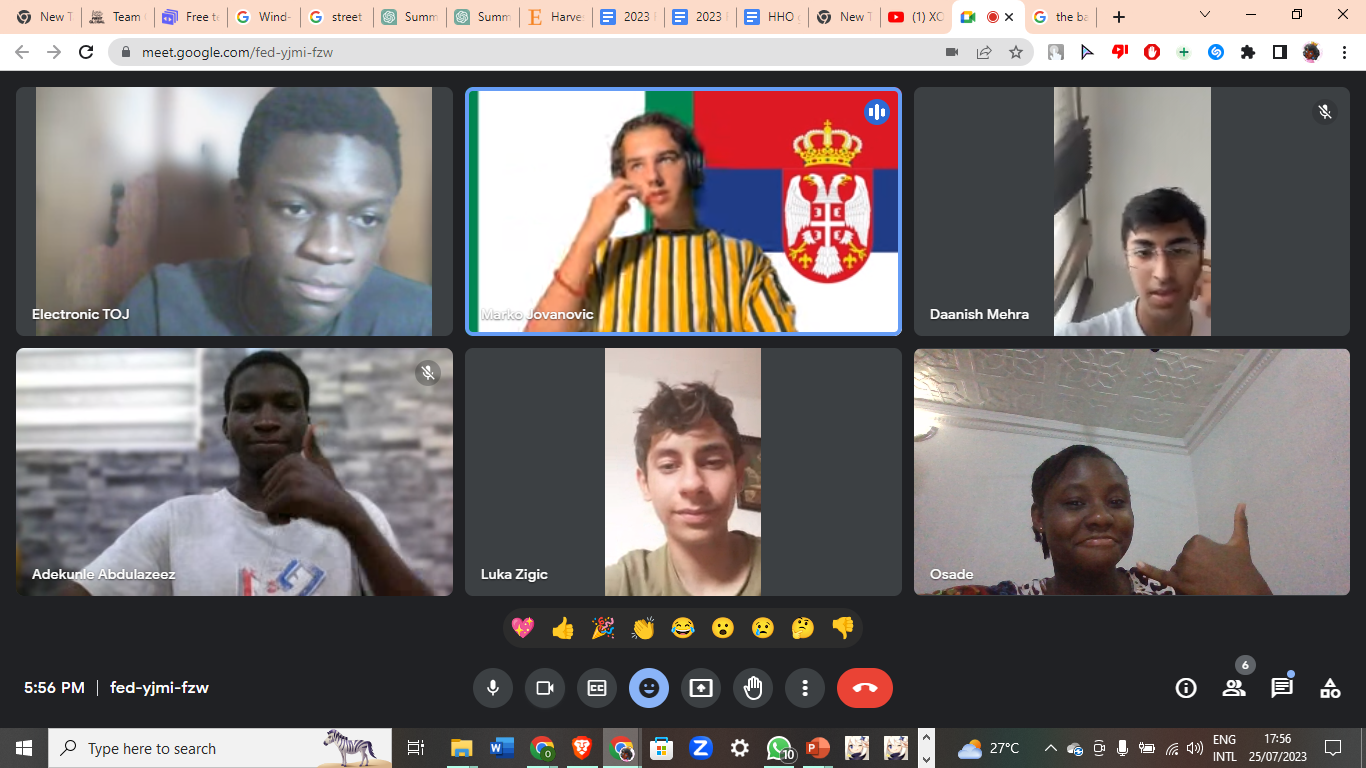 New T
Team
Free te
Wind-
street
Summ
Summ
Harve
2023
2023
HHO
New T
(1) XC
the ba
meet.google.com/fed-yjmi-fzw
Electronic TOJ
Marko Jovanovic
Daanish Mehra
Adekunle Abdulazeez
Luka Zigic
Osade
6
5:56 PM | fed-yjmi-fzw
Type here to search
10
27°C
ENG
INTL
17:56
25/07/2023